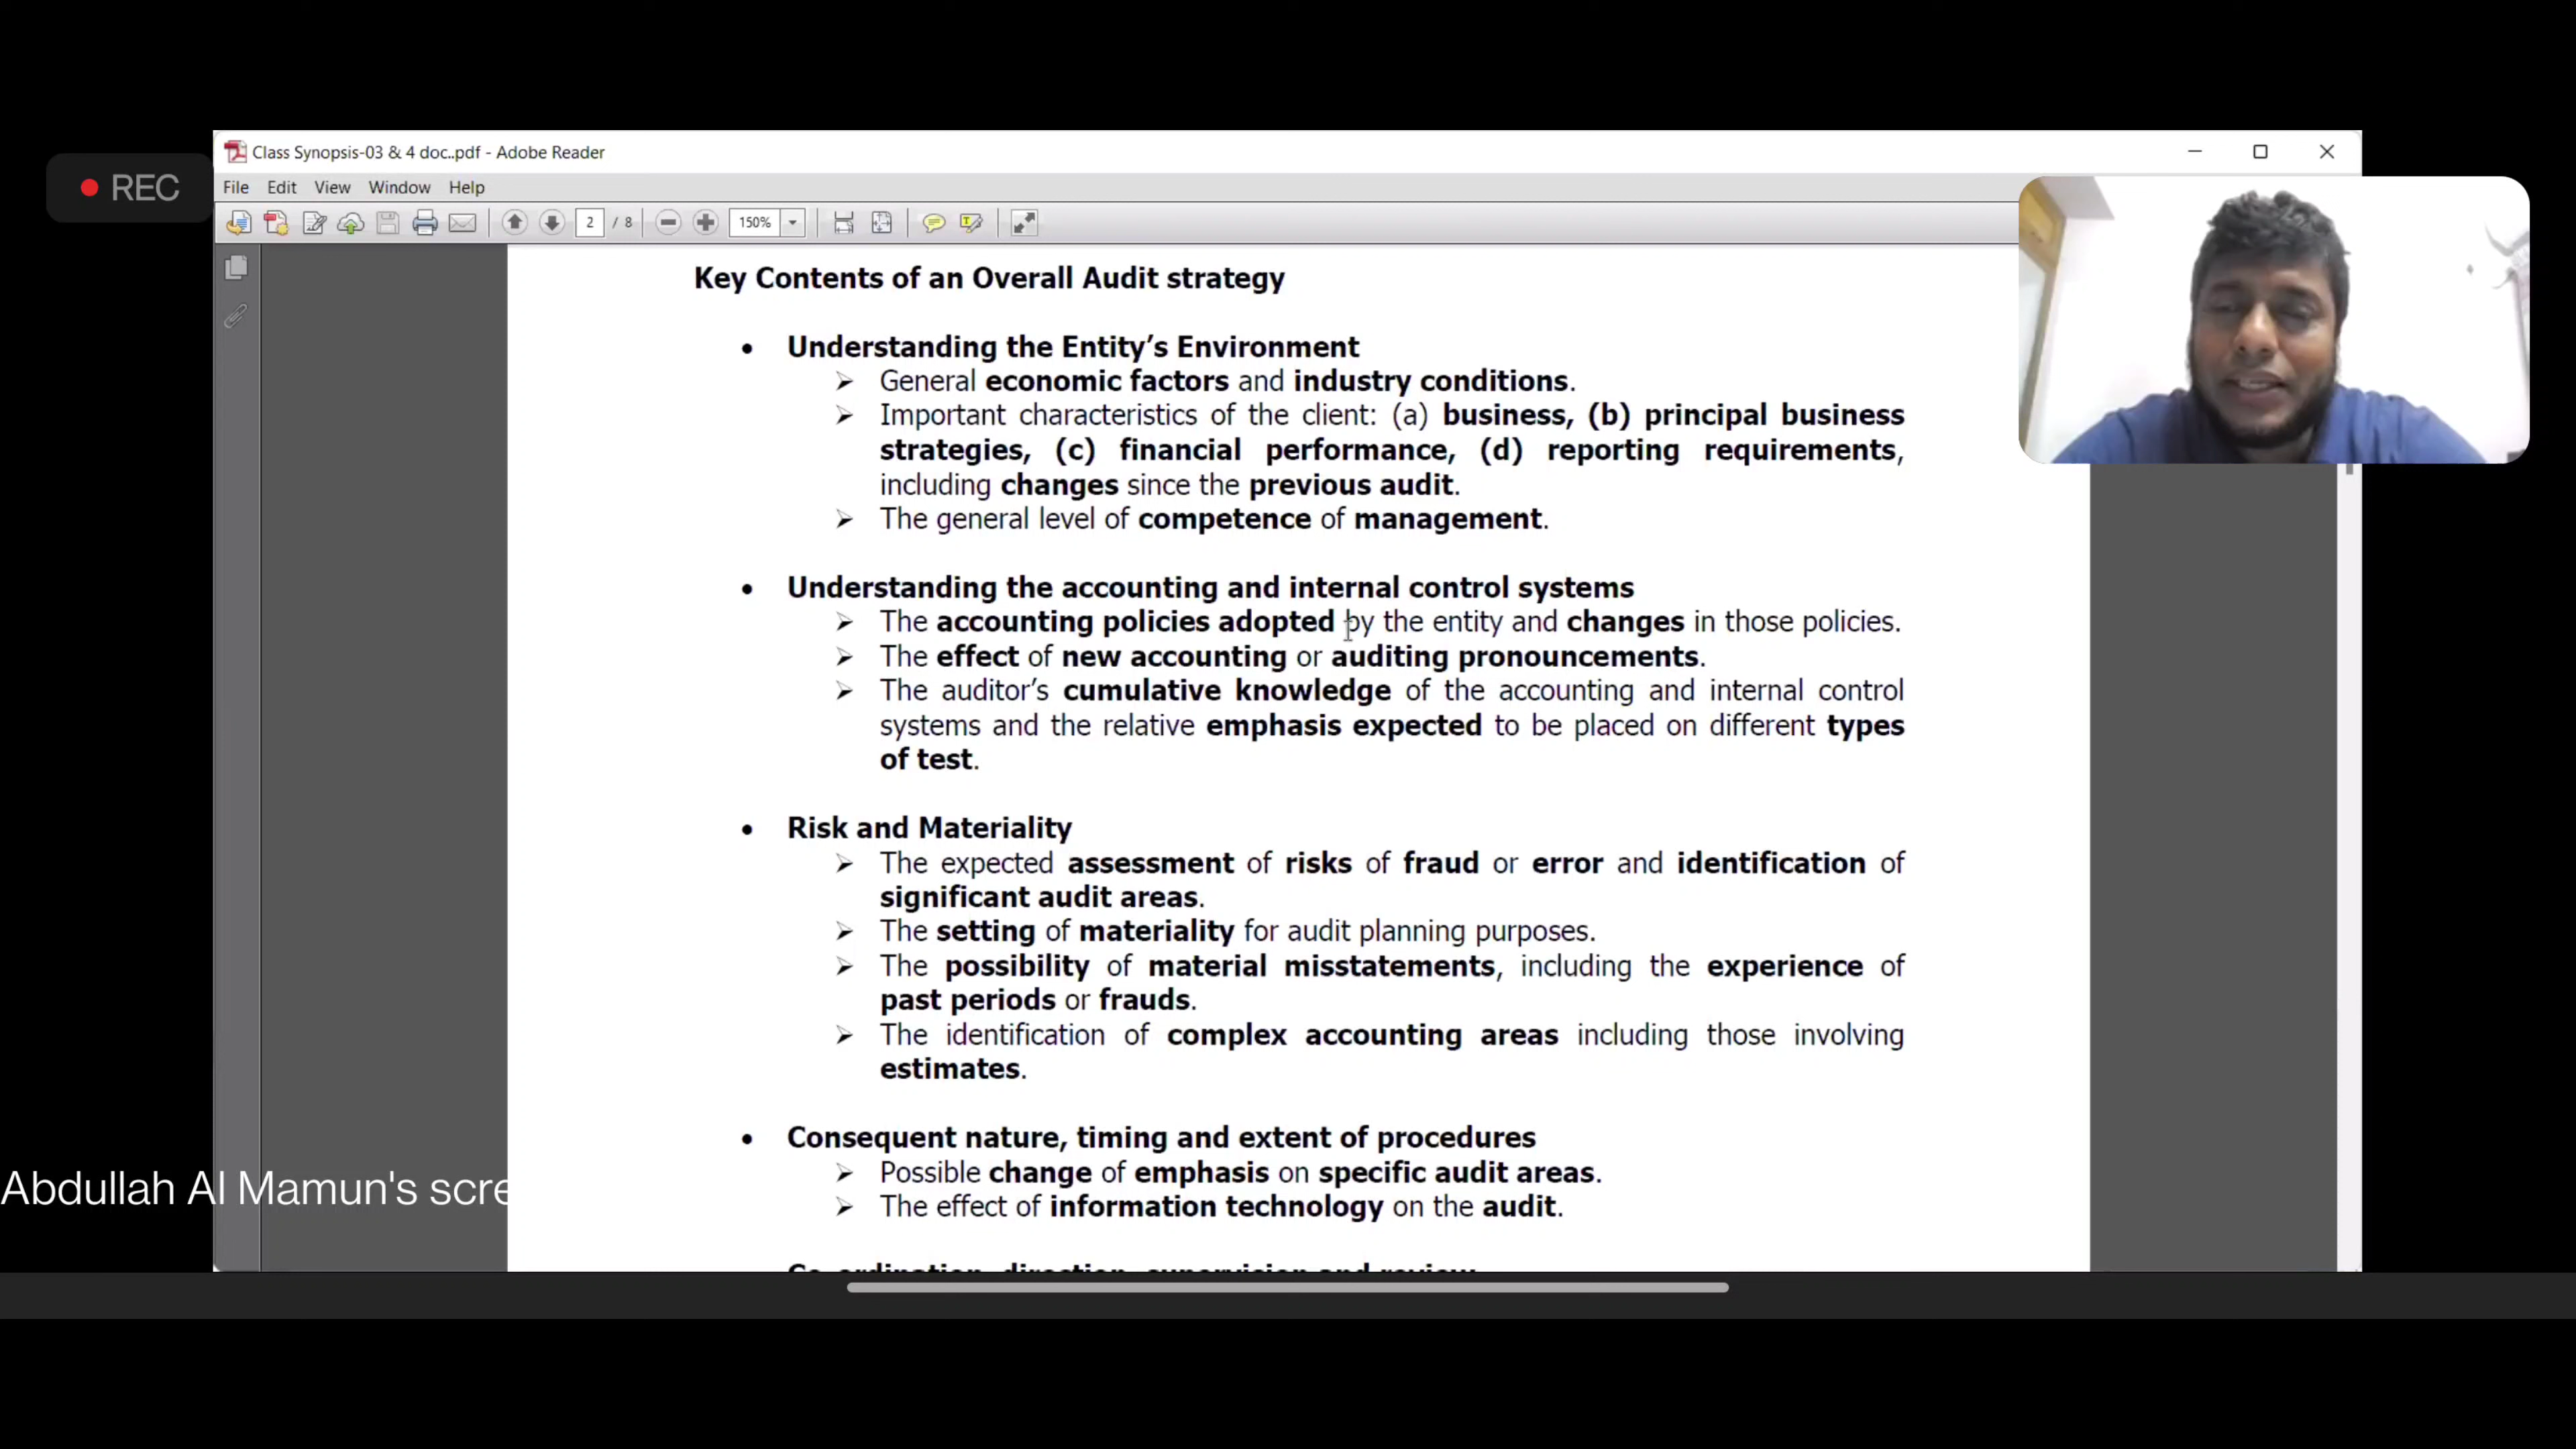 Class Synopsis-03 & 4 doc..pdf - Adobe Reader
REC
File Edit View Window Help
2 / 8 150%
Key Contents of an Overall Audit strategy
• Understanding the Entity’s Environment
➢ General economic factors and industry conditions.
➢ Important characteristics of the client: (a) business, (b) principal business
strategies, (c) financial performance, (d) reporting requirements,
including changes since the previous audit.
➢ The general level of competence of management.
• Understanding the accounting and internal control systems
➢ The accounting policies adopted by the entity and changes in those policies.
➢ The effect of new accounting or auditing pronouncements.
➢ The auditor’s cumulative knowledge of the accounting and internal control
systems and the relative emphasis expected to be placed on different types
of test.
• Risk and Materiality
➢ The expected assessment of risks of fraud or error and identification of
significant audit areas.
➢ The setting of materiality for audit planning purposes.
➢ The possibility of material misstatements, including the experience of
past periods or frauds.
➢ The identification of complex accounting areas including those involving
estimates.
• Consequent nature, timing and extent of procedures
➢ Possible change of emphasis on specific audit areas.
Abdullah Al Mamun's scre
➢ The effect of information technology on the audit.
Co-ordination, direction, supervision and review